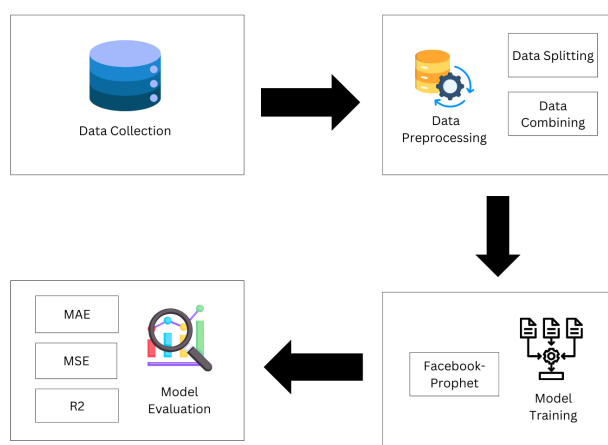 Data Collection
Data
Preprocessing
Data Splitting
Data
Combining
Facebook-
Prophet
Model
Training
MAE
MSE
R2
Model
Evaluation